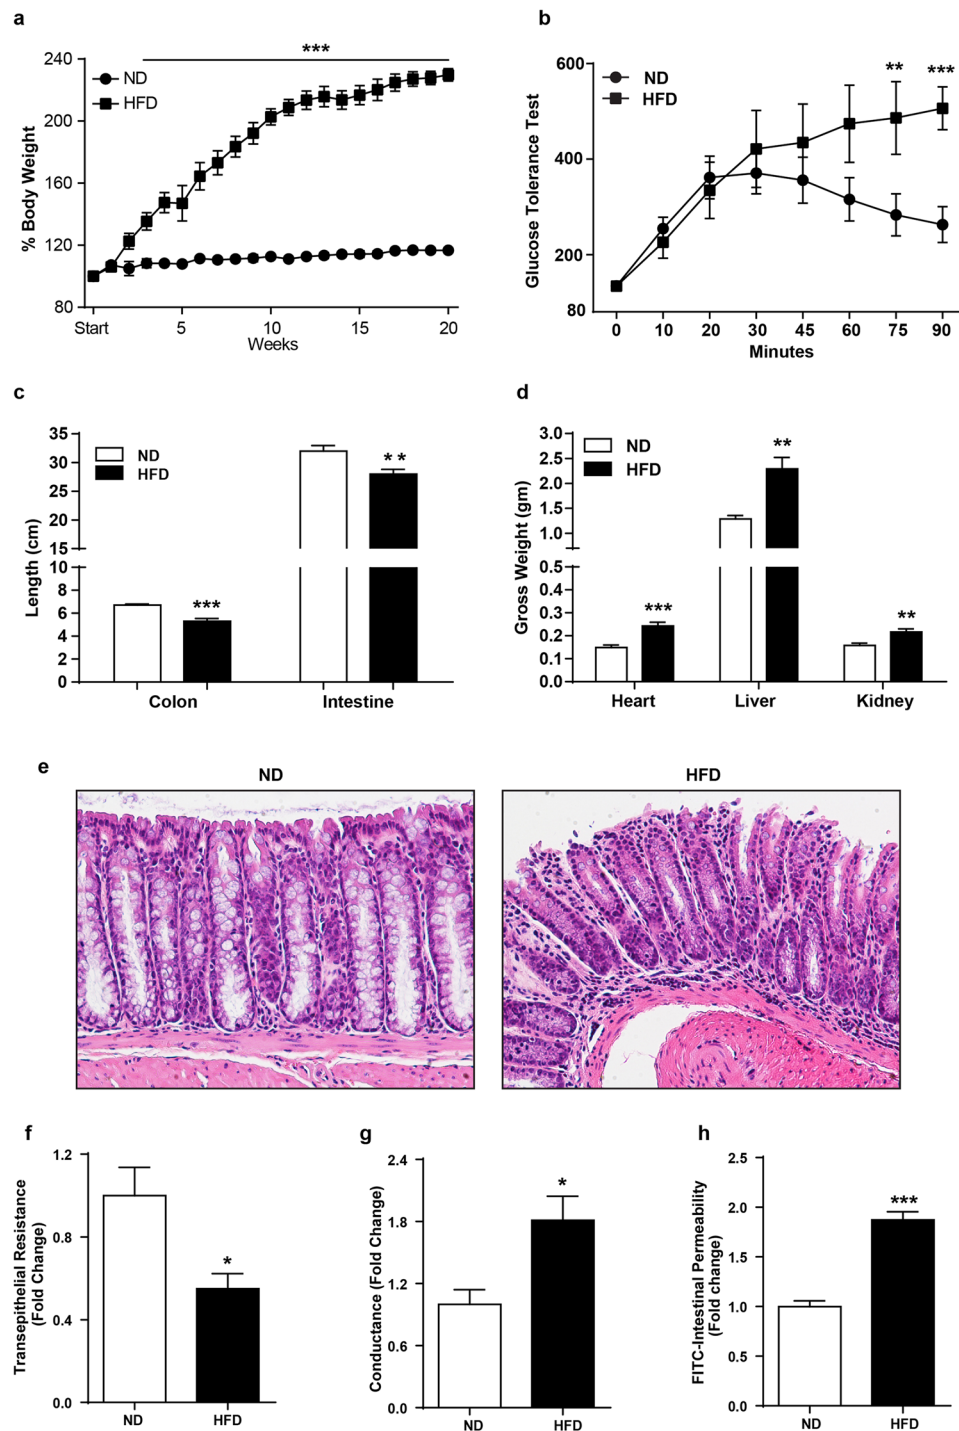 a
***
240
ND
HFD
200
160
120
80
% Body Weight
Start
5
10
15
20
Weeks
b
600
ND
HFD
**
***
400
200
80
Glucose Tolerance Test
0
10
20
30
45
60
75
90
Minutes
c
35
ND
HFD
30
25
20
15
10
8
6
4
2
0
Length (cm)
**
***
Colon
Intestine
d
3.0
ND
HFD
2.5
2.0
1.5
1.0
0.5
0.4
0.3
0.2
0.1
0.0
Gross Weight (gm)
**
***
**
Heart
Liver
Kidney
e
ND
HFD
f
1.2
0.8
0.4
0.0
Transepithelial Resistance
(Fold Change)
*
ND
HFD
g
2.4
1.8
1.2
0.6
0.0
Conductance (Fold Change)
*
ND
HFD
h
2.5
2.0
1.5
1.0
0.5
0.0
FITC-Intestinal Permeability
(Fold change)
***
ND
HFD